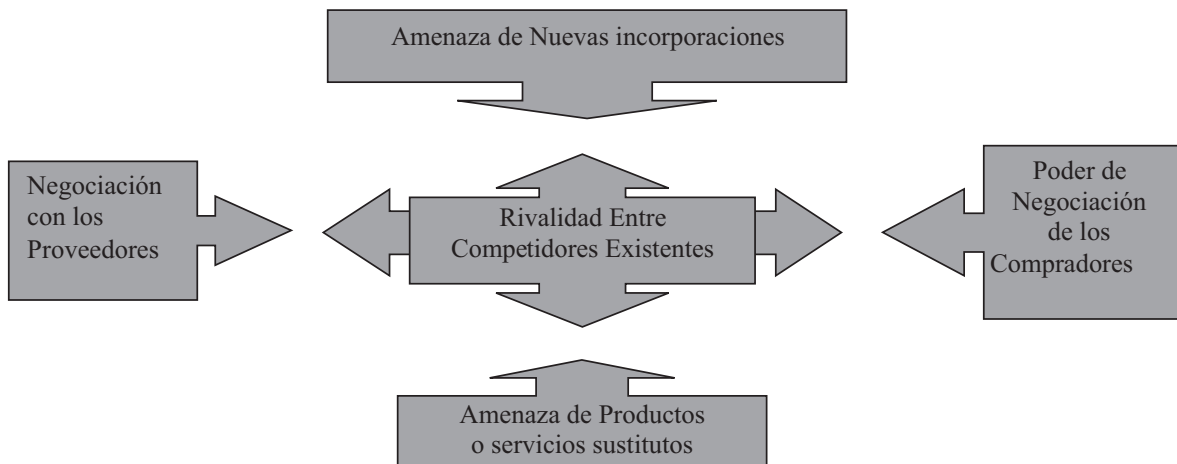 Amenaza de Nuevas incorporaciones
Negociación
con los
Proveedores
Rivalidad Entre
Competidores Existentes
Poder de
Negociación
de los
Compradores
Amenaza de Productos
o servicios sustitutos